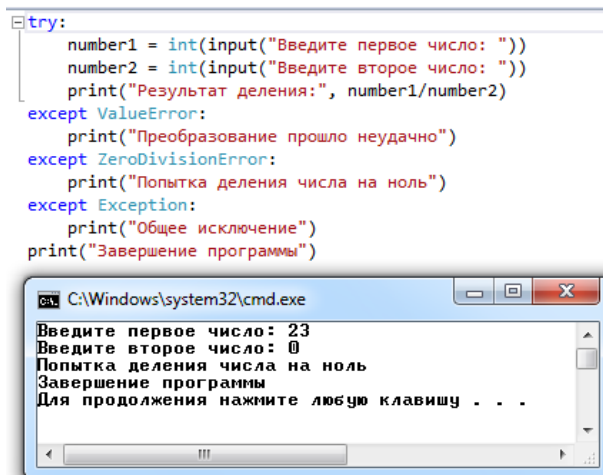 try:
number1 = int(input("Введите первое число: "))
number2 = int(input("Введите второе число: "))
print("Результат деления:", number1/number2)
except ValueError:
print("Преобразование прошло неудачно")
except ZeroDivisionError:
print("Попытка деления числа на ноль")
except Exception:
print("Общее исключение")
print("Завершение программы")
C:\Windows\system32\cmd.exe
Введите первое число: 23
Введите второе число: 0
Попытка деления числа на ноль
Завершение программы
Для продолжения нажмите любую клавишу . . .